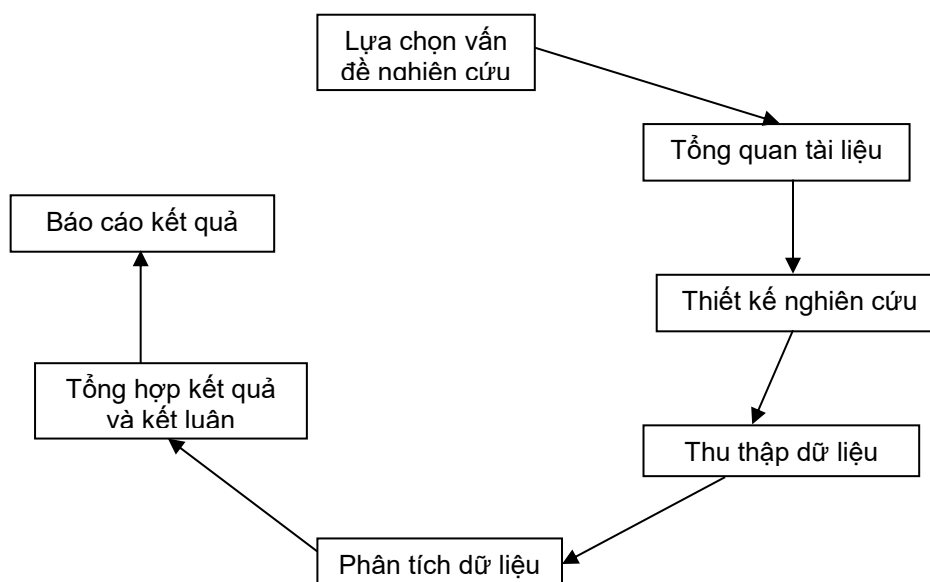 Lựa chọn vấn
đề nghiên cứu
Tổng quan tài liệu
Thiết kế nghiên cứu
Thu thập dữ liệu
Phân tích dữ liệu
Tổng hợp kết quả
và kết luận
Báo cáo kết quả